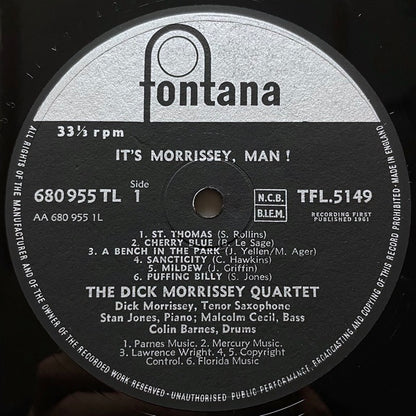 fontana
33⅓ rpm
IT'S MORRISSEY, MAN !
680 955 TL
Side
1
N.C.B.
B.I.E.M.
TFL.5149
AA 680 955 1L
RECORDING FIRST
PUBLISHED 1961
1. ST. THOMAS (S. Rollins)
2. CHERRY BLUE (B. Le Sage)
3. A BENCH IN THE PARK (J. Yellen/M. Ager)
4. SANCTICITY (C. Hawkins)
5. MILDEW (J. Griffin)
6. PUFFING BILLY (S. Jones)
THE DICK MORRISSEY QUARTET
Dick Morrissey, Tenor Saxophone
Stan Jones, Piano; Malcolm Cecil, Bass
Colin Barnes, Drums
1. Parnes Music. 2. Mercury Music.
3. Lawrence Wright. 4. 5. Copyright
Control. 6. Florida Music
ALL RIGHTS OF THE MANUFACTURER AND OF THE OWNER OF THE RECORDED WORK RESERVED · UNAUTHORISED PUBLIC PERFORMANCE, BROADCASTING AND COPYING OF THIS RECORD PROHIBITED · MADE IN ENGLAND